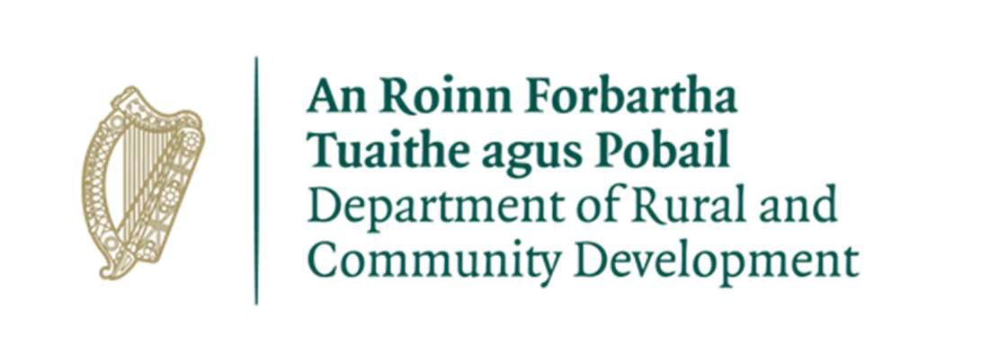 An Roinn Forbartha
Tuaithe agus Pobail
Department of Rural and
Community Development